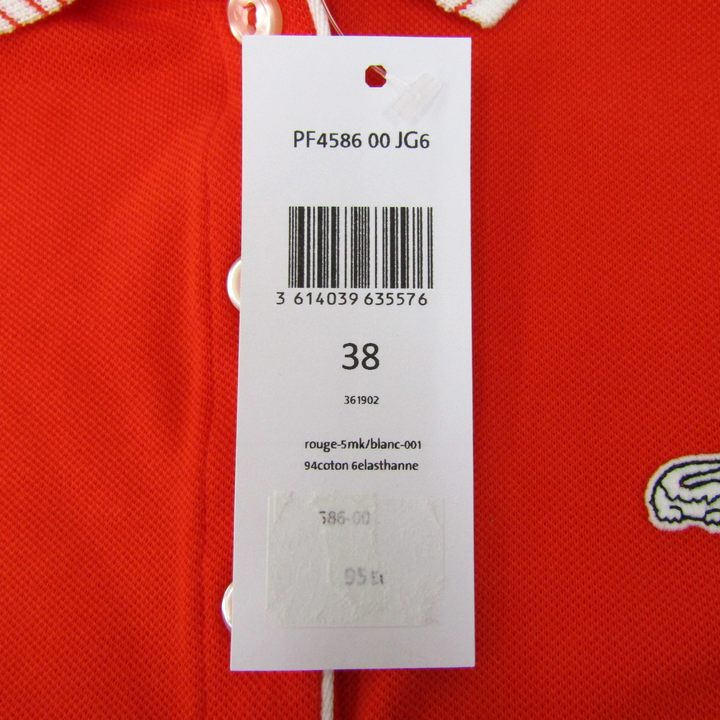 PF4586 00 JG6
3 614039 635576
38
361902
rouge-5mk/blanc-001
94coton 6elasthanne
586-00
95